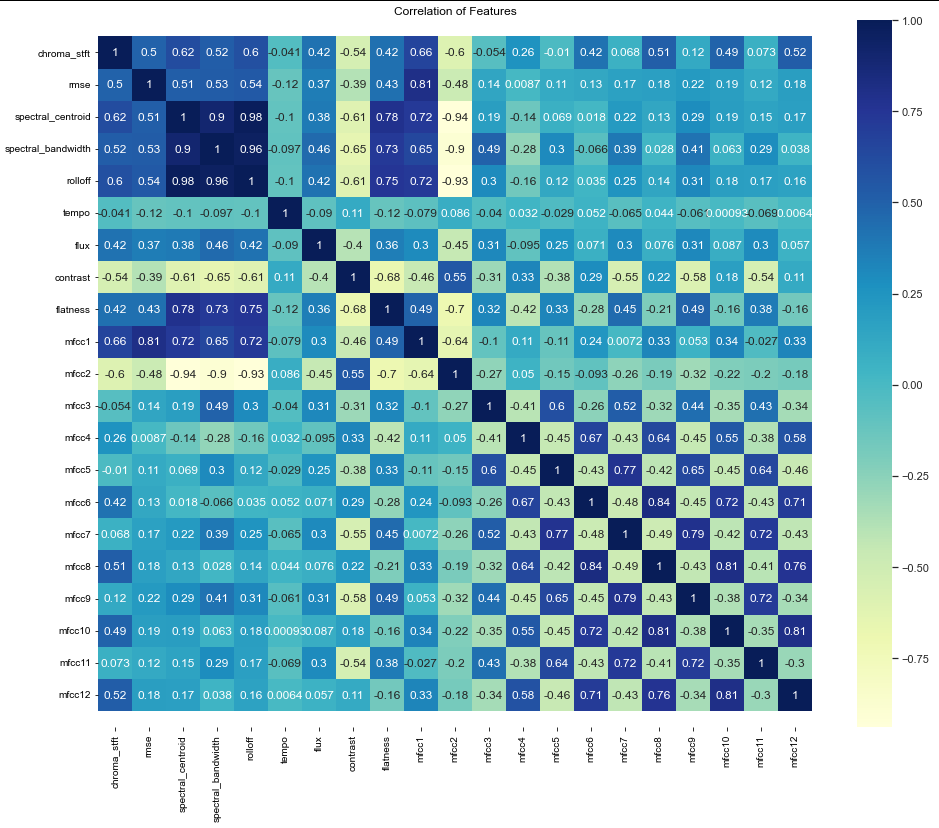 Correlation of Features
chroma_stft 1 0.5 0.62 0.52 0.6 -0.041 0.42 -0.54 0.42 0.66 -0.6 -0.054 0.26 -0.01 0.42 0.068 0.51 0.12 0.49 0.073 0.52
rmse 0.5 1 0.51 0.53 0.54 -0.12 0.37 -0.39 0.43 0.81 -0.48 0.14 0.0087 0.11 0.13 0.17 0.18 0.22 0.19 0.12 0.18
spectral_centroid 0.62 0.51 1 0.9 0.98 -0.1 0.38 -0.61 0.78 0.72 -0.94 0.19 -0.14 0.069 0.018 0.22 0.13 0.29 0.19 0.15 0.17
spectral_bandwidth 0.52 0.53 0.9 1 0.96 -0.097 0.46 -0.65 0.73 0.65 -0.9 0.49 -0.28 0.3 -0.066 0.39 0.028 0.41 0.063 0.29 0.038
rolloff 0.6 0.54 0.98 0.96 1 -0.1 0.42 -0.61 0.75 0.72 -0.93 0.3 -0.16 0.12 0.035 0.25 0.14 0.31 0.18 0.17 0.16
tempo -0.041 -0.12 -0.1 -0.097 -0.1 1 -0.09 0.11 -0.12 -0.079 0.086 -0.04 0.032 -0.029 0.052 -0.065 0.044 -0.061 0.00093 -0.069 0.0064
flux 0.42 0.37 0.38 0.46 0.42 -0.09 1 -0.4 0.36 0.3 -0.45 0.31 -0.095 0.25 0.071 0.3 0.076 0.31 0.087 0.3 0.057
contrast -0.54 -0.39 -0.61 -0.65 -0.61 0.11 -0.4 1 -0.68 -0.46 0.55 -0.31 0.33 -0.38 0.29 -0.55 0.22 -0.58 0.18 -0.54 0.11
flatness 0.42 0.43 0.78 0.73 0.75 -0.12 0.36 -0.68 1 0.49 -0.7 0.32 -0.42 0.33 -0.28 0.45 -0.21 0.49 -0.16 0.38 -0.16
mfcc1 0.66 0.81 0.72 0.65 0.72 -0.079 0.3 -0.46 0.49 1 -0.64 -0.1 0.11 -0.11 0.24 0.0072 0.33 0.053 0.34 -0.027 0.33
mfcc2 -0.6 -0.48 -0.94 -0.9 -0.93 0.086 -0.45 0.55 -0.7 -0.64 1 -0.27 0.05 -0.15 -0.093 -0.26 -0.19 -0.32 -0.22 -0.2 -0.18
mfcc3 -0.054 0.14 0.19 0.49 0.3 -0.04 0.31 -0.31 0.32 -0.1 -0.27 1 -0.41 0.6 -0.26 0.52 -0.32 0.44 -0.35 0.43 -0.34
mfcc4 0.26 0.0087 -0.14 -0.28 -0.16 0.032 -0.095 0.33 -0.42 0.11 0.05 -0.41 1 -0.45 0.67 -0.43 0.64 -0.45 0.55 -0.38 0.58
mfcc5 -0.01 0.11 0.069 0.3 0.12 -0.029 0.25 -0.38 0.33 -0.11 -0.15 0.6 -0.45 1 -0.43 0.77 -0.42 0.65 -0.45 0.64 -0.46
mfcc6 0.42 0.13 0.018 -0.066 0.035 0.052 0.071 0.29 -0.28 0.24 -0.093 -0.26 0.67 -0.43 1 -0.48 0.84 -0.45 0.72 -0.43 0.71
mfcc7 0.068 0.17 0.22 0.39 0.25 -0.065 0.3 -0.55 0.45 0.0072 -0.26 0.52 -0.43 0.77 -0.48 1 -0.49 0.79 -0.42 0.72 -0.43
mfcc8 0.51 0.18 0.13 0.028 0.14 0.044 0.076 0.22 -0.21 0.33 -0.19 -0.32 0.64 -0.42 0.84 -0.49 1 -0.43 0.81 -0.41 0.76
mfcc9 0.12 0.22 0.29 0.41 0.31 -0.061 0.31 -0.58 0.49 0.053 -0.32 0.44 -0.45 0.65 -0.45 0.79 -0.43 1 -0.38 0.72 -0.34
mfcc10 0.49 0.19 0.19 0.063 0.18 0.00093 0.087 0.18 -0.16 0.34 -0.22 -0.35 0.55 -0.45 0.72 -0.42 0.81 -0.38 1 -0.35 0.81
mfcc11 0.073 0.12 0.15 0.29 0.17 -0.069 0.3 -0.54 0.38 -0.027 -0.2 0.43 -0.38 0.64 -0.43 0.72 -0.41 0.72 -0.35 1 -0.3
mfcc12 0.52 0.18 0.17 0.038 0.16 0.0064 0.057 0.11 -0.16 0.33 -0.18 -0.34 0.58 -0.46 0.71 -0.43 0.76 -0.34 0.81 -0.3 1
chroma_stft rmse spectral_centroid spectral_bandwidth rolloff tempo flux contrast flatness mfcc1 mfcc2 mfcc3 mfcc4 mfcc5 mfcc6 mfcc7 mfcc8 mfcc9 mfcc10 mfcc11 mfcc12
1.00
0.75
0.50
0.25
0.00
−0.25
−0.50
−0.75